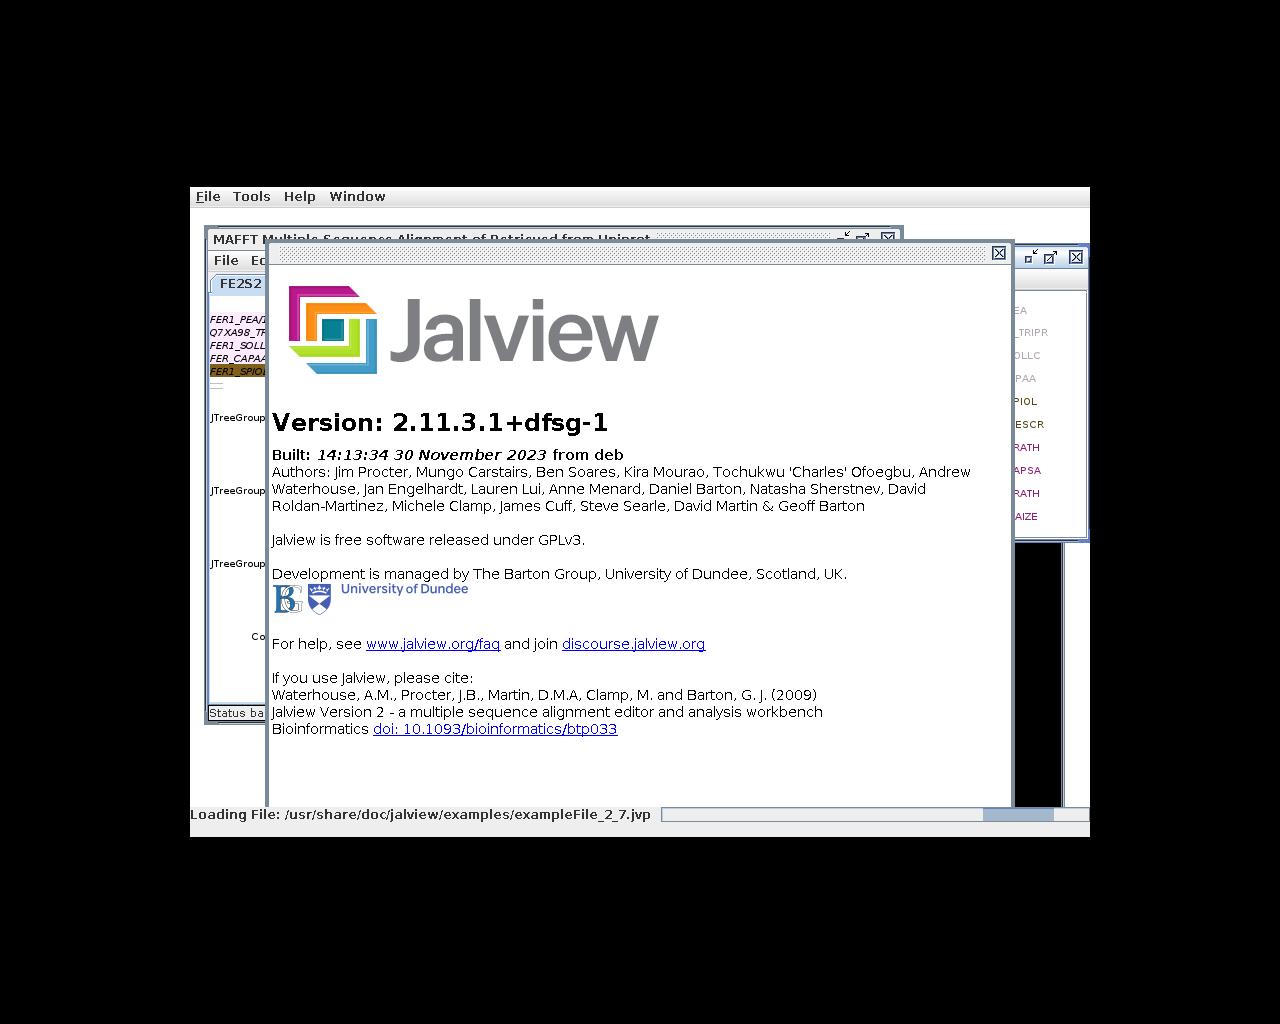 File Tools Help Window
MAFFT Multiple Sequence Alignment of Retrieved from Uniprot
File
FE2S2
FER1_PEA/
Q7XA98_TR
FER1_SOLL
FER_CAPAA
FER1_SPIOL
JTreeGroup
JTreeGroup
JTreeGroup
Co
Status ba
Jalview
Version: 2.11.3.1+dfsg-1
Built: 14:13:34 30 November 2023 from deb
Authors: Jim Procter, Mungo Carstairs, Ben Soares, Kira Mourao, Tochukwu 'Charles' Ofoegbu, Andrew
Waterhouse, Jan Engelhardt, Lauren Lui, Anne Menard, Daniel Barton, Natasha Sherstnev, David
Roldan-Martinez, Michele Clamp, James Cuff, Steve Searle, David Martin & Geoff Barton
Jalview is free software released under GPLv3.
Development is managed by The Barton Group, University of Dundee, Scotland, UK.
University of Dundee
For help, see www.jalview.org/faq and join discourse.jalview.org
If you use Jalview, please cite:
Waterhouse, A.M., Procter, J.B., Martin, D.M.A, Clamp, M. and Barton, G. J. (2009)
Jalview Version 2 - a multiple sequence alignment editor and analysis workbench
Bioinformatics doi: 10.1093/bioinformatics/btp033
EA
_TRIPR
OLLC
PAA
PIOL
ESCR
RATH
APSA
RATH
AIZE
Loading File: /usr/share/doc/jalview/examples/exampleFile_2_7.jvp